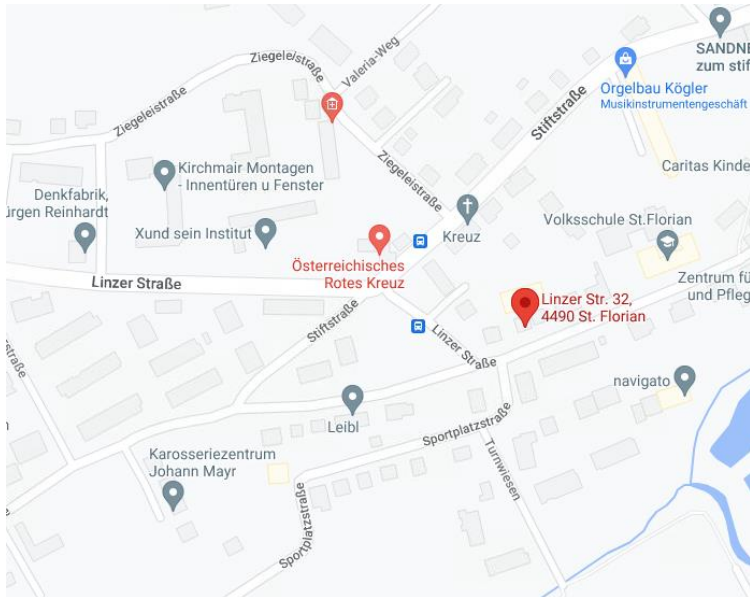 Ziegeleistraße
Valeria-Weg
SANDNE
zum stif
Orgelbau Kögler
Musikinstrumentengeschäft
Stiftstraße
Ziegeleistraße
Kirchmair Montagen
- Innentüren u Fenster
Ziegeleistraße
Caritas Kinde
Denkfabrik,
ürgen Reinhardt
Xund sein Institut
Kreuz
Volksschule St.Florian
Österreichisches
Rotes Kreuz
Linzer Straße
Zentrum fü
und Pfleg
Linzer Str. 32,
4490 St. Florian
Stiftstraße
Linzer Straße
rstraße
navigato
Leibl
Sportplatzstraße
n
Karosseriezentrum
Johann Mayr
Turnwiesen
Sportplatzstraße